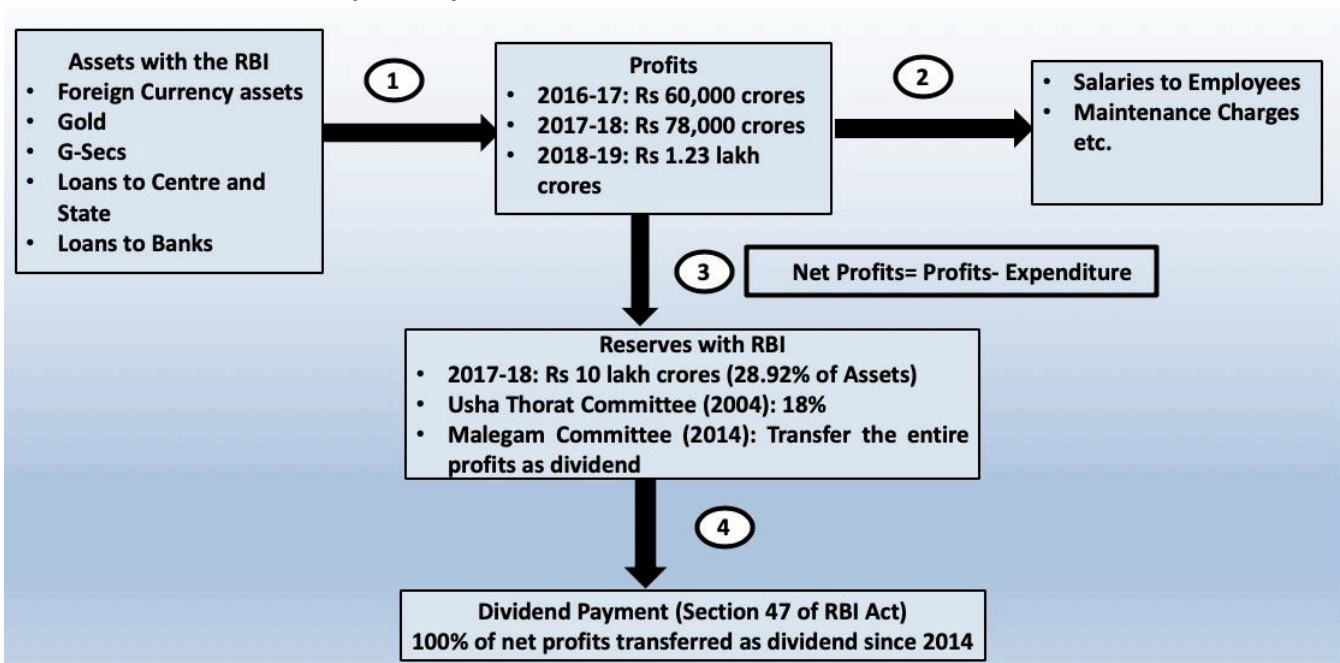 Assets with the RBI
• Foreign Currency assets
• Gold
• G-Secs
• Loans to Centre and
State
• Loans to Banks
1
Profits
• 2016-17: Rs 60,000 crores
• 2017-18: Rs 78,000 crores
• 2018-19: Rs 1.23 lakh
crores
2
• Salaries to Employees
• Maintenance Charges
etc.
3
Net Profits= Profits- Expenditure
Reserves with RBI
• 2017-18: Rs 10 lakh crores (28.92% of Assets)
• Usha Thorat Committee (2004): 18%
• Malegam Committee (2014): Transfer the entire
profits as dividend
4
Dividend Payment (Section 47 of RBI Act)
100% of net profits transferred as dividend since 2014